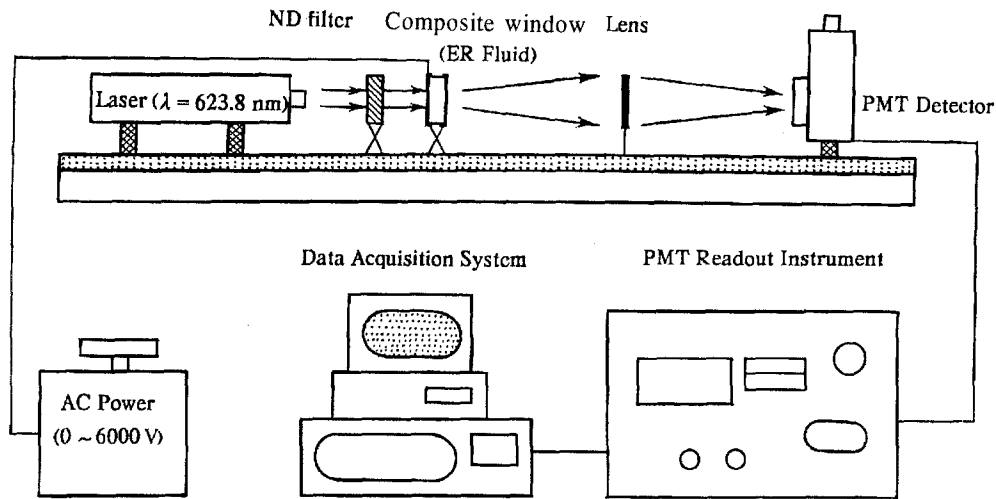 ND filter
Composite window
(ER Fluid)
Lens
Laser (λ = 623.8 nm)
PMT Detector
Data Acquisition System
PMT Readout Instrument
AC Power
(0 ~ 6000 V)